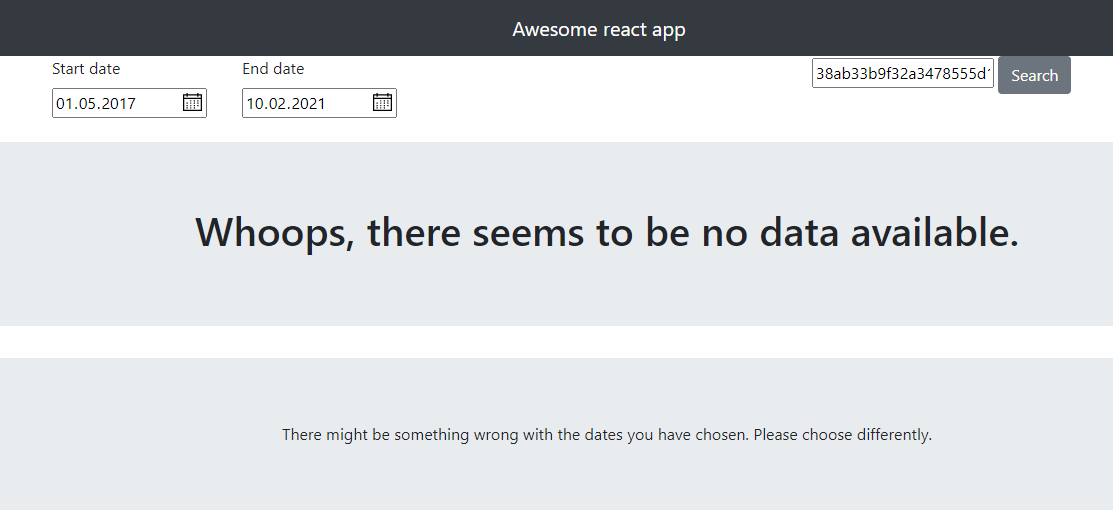 Awesome react app
Start date
End date
01.05.2017
10.02.2021
38ab33b9f32a3478555d
Search
Whoops, there seems to be no data available.
There might be something wrong with the dates you have chosen. Please choose differently.